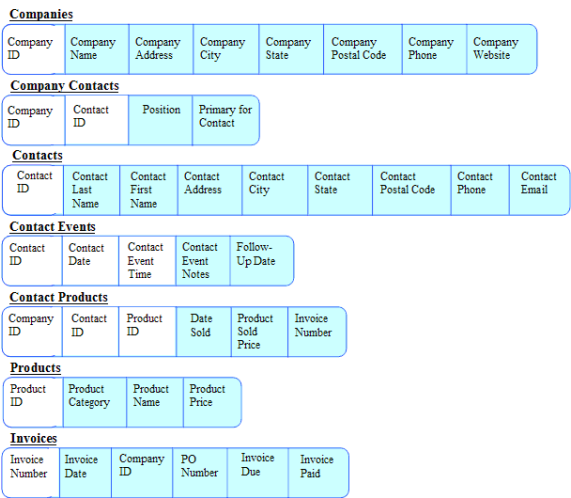 Companies
Company ID Company Name Company Address Company City Company State Company Postal Code Company Phone Company Website
Company Contacts
Company ID Contact ID Position Primary for Contact
Contacts
Contact ID Contact Last Name Contact First Name Contact Address Contact City Contact State Contact Postal Code Contact Phone Contact Email
Contact Events
Contact ID Contact Date Contact Event Time Contact Event Notes Follow-Up Date
Contact Products
Company ID Contact ID Product ID Date Sold Product Sold Price Invoice Number
Products
Product ID Product Category Product Name Product Price
Invoices
Invoice Number Invoice Date Company ID PO Number Invoice Due Invoice Paid